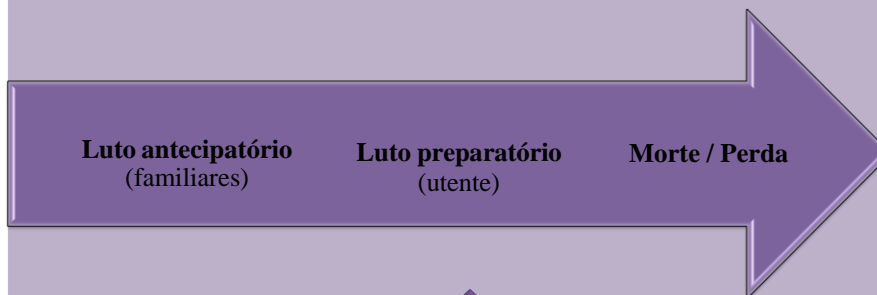 Luto antecipatório
(familiares)
Luto preparatório
(utente)
Morte / Perda